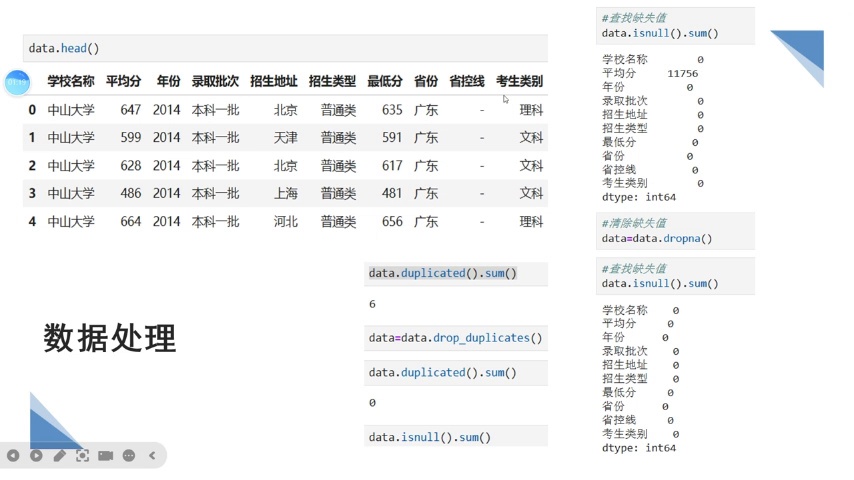 data.head()
学校名称 平均分 年份 录取批次 招生地址 招生类型 最低分 省份 省控线 考生类别
0 中山大学 647 2014 本科一批 北京 普通类 635 广东 - 理科
1 中山大学 599 2014 本科一批 天津 普通类 591 广东 - 文科
2 中山大学 628 2014 本科一批 北京 普通类 617 广东 - 文科
3 中山大学 486 2014 本科一批 上海 普通类 481 广东 - 文科
4 中山大学 664 2014 本科一批 河北 普通类 656 广东 - 理科
数据处理
data.duplicated().sum()
6
data=data.drop_duplicates()
data.duplicated().sum()
0
data.isnull().sum()
#查找缺失值
data.isnull().sum()
学校名称 0
平均分 11756
年份 0
录取批次 0
招生地址 0
招生类型 0
最低分 0
省份 0
省控线 0
考生类别 0
dtype: int64
#清除缺失值
data=data.dropna()
#查找缺失值
data.isnull().sum()
学校名称 0
平均分 0
年份 0
录取批次 0
招生地址 0
招生类型 0
最低分 0
省份 0
省控线 0
考生类别 0
dtype: int64